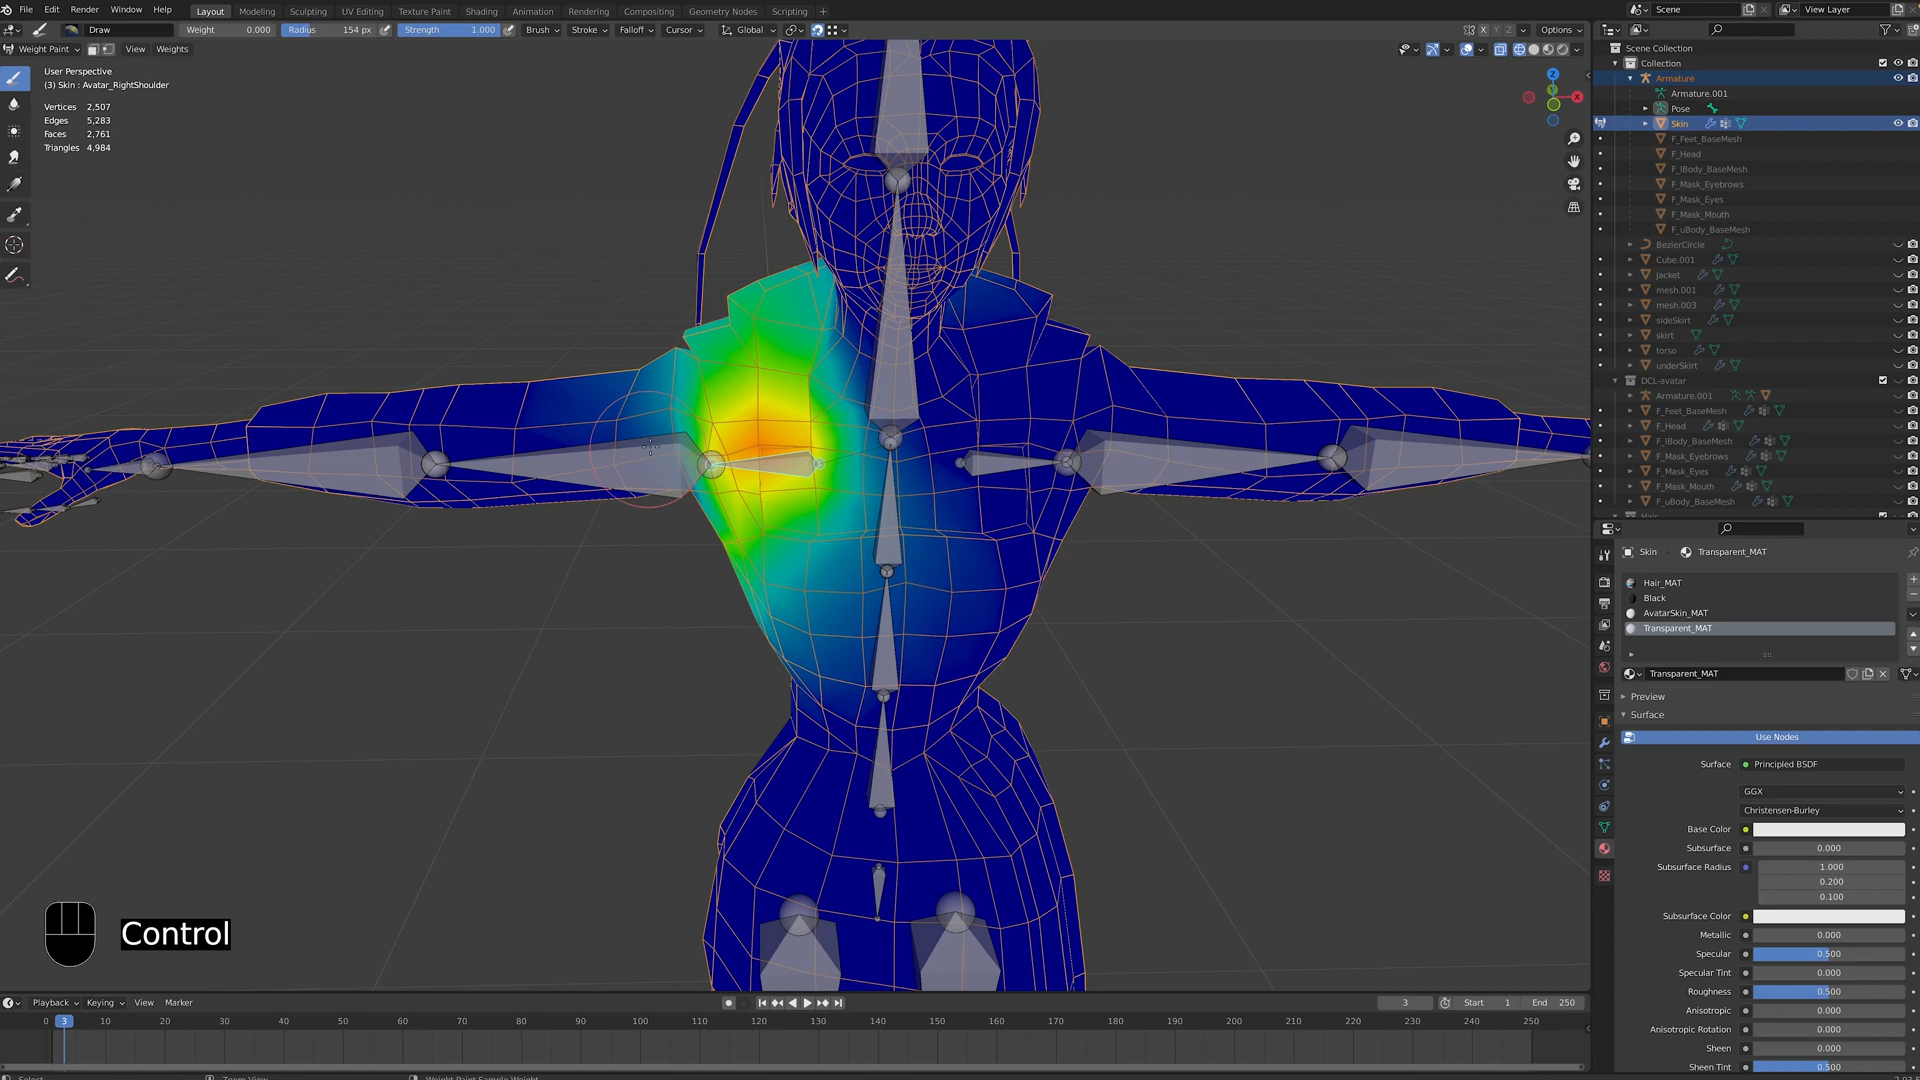 File Edit Render Window Help Layout Modeling Sculpting UV Editing Texture Paint Shading Animation Rendering Compositing Geometry Nodes Scripting + Scene View Layer
Draw Weight 0.000 Radius 154 px Strength 1.000 Brush Stroke Falloff Cursor Global X Y Z Options
Weight Paint View Weights
User Perspective
(3) Skin : Avatar_RightShoulder
Vertices 2,507
Edges 5,283
Faces 2,761
Triangles 4,984
Z
Y
X
Control
Scene Collection
Collection
Armature
Armature.001
Pose
Skin
F_Feet_BaseMesh
F_Head
F_lBody_BaseMesh
F_Mask_Eyebrows
F_Mask_Eyes
F_Mask_Mouth
F_uBody_BaseMesh
BezierCircle
Cube.001
jacket
mesh.001
mesh.003
sideSkirt
skirt
torso
underSkirt
DCL-avatar
Armature.001
F_Feet_BaseMesh
F_Head
F_lBody_BaseMesh
F_Mask_Eyebrows
F_Mask_Eyes
F_Mask_Mouth
F_uBody_BaseMesh
Skin Transparent_MAT
Hair_MAT
Black
AvatarSkin_MAT
Transparent_MAT
Transparent_MAT
Preview
Surface
Use Nodes
Surface Principled BSDF
GGX
Christensen-Burley
Base Color
Subsurface 0.000
Subsurface Radius 1.000
0.200
0.100
Subsurface Color
Metallic 0.000
Specular 0.500
Specular Tint 0.000
Roughness 0.500
Anisotropic 0.000
Anisotropic Rotation 0.000
Sheen 0.000
Sheen Tint 0.500
Playback Keying View Marker 3 Start 1 End 250
0 3 10 20 30 40 50 60 70 80 90 100 110 120 130 140 150 160 170 180 190 200 210 220 230 240 250
Select Zoom View Weight Paint Sample Weight